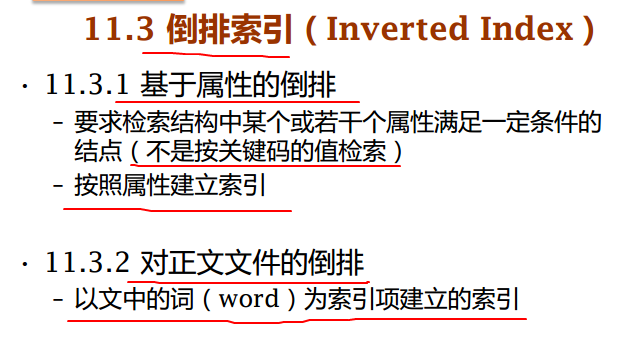 11.3 倒排索引（Inverted Index）
· 11.3.1 基于属性的倒排
– 要求检索结构中某个或若干个属性满足一定条件的
结点（不是按关键码的值检索）
– 按照属性建立索引
· 11.3.2 对正文文件的倒排
– 以文中的词（word）为索引项建立的索引